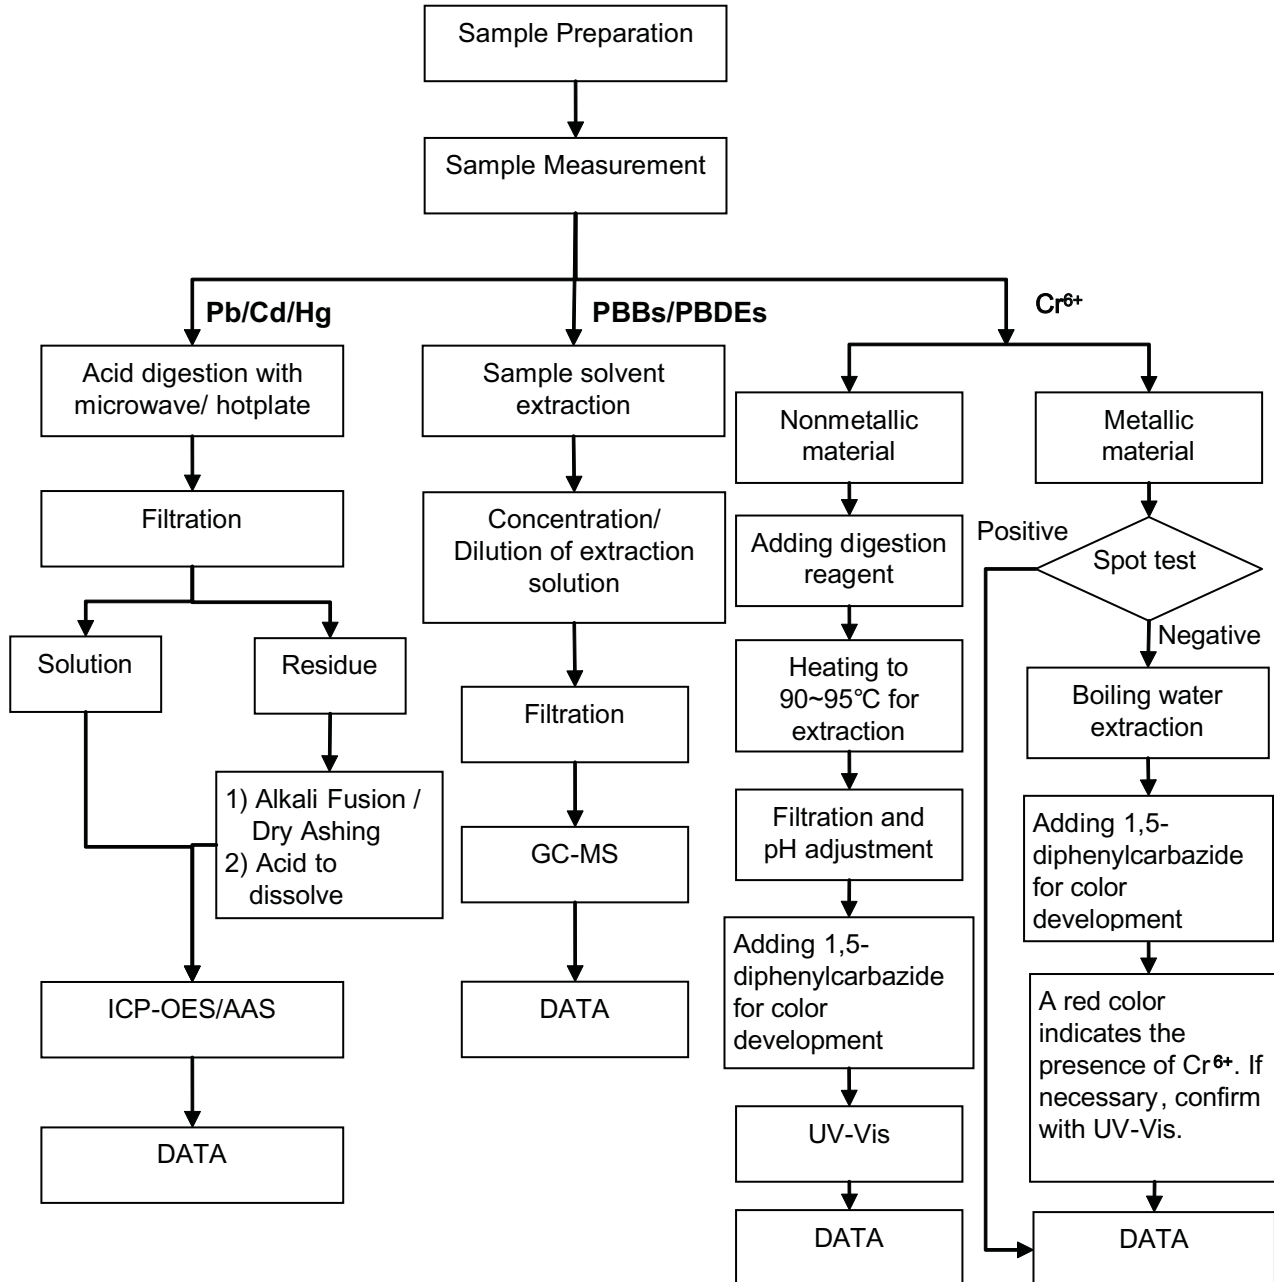 Sample Preparation
Sample Measurement
Pb/Cd/Hg
PBBs/PBDEs
Cr⁶⁺
Acid digestion with
microwave/ hotplate
Filtration
Solution
Residue
1) Alkali Fusion /
Dry Ashing
2) Acid to
dissolve
ICP-OES/AAS
DATA
Sample solvent
extraction
Concentration/
Dilution of extraction
solution
Filtration
GC-MS
DATA
Nonmetallic
material
Adding digestion
reagent
Heating to
90~95℃ for
extraction
Filtration and
pH adjustment
Adding 1,5-
diphenylcarbazide
for color
development
UV-Vis
DATA
Metallic
material
Positive
Spot test
Negative
Boiling water
extraction
Adding 1,5-
diphenylcarbazide
for color
development
A red color
indicates the
presence of Cr⁶⁺. If
necessary, confirm
with UV-Vis.
DATA